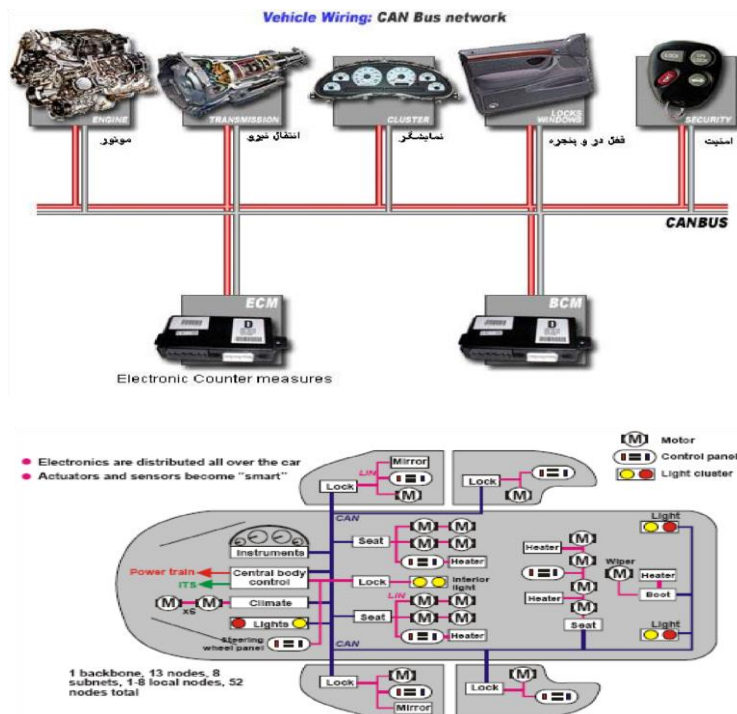 Vehicle Wiring: CAN Bus network
ENGINE
TRANSMISSION
CLUSTER
LOCKS
WINDOWS
SECURITY
موتور
انتقال نیرو
نمایشگر
قفل در و پنجره
امنیت
CANBUS
ECM
BCM
D
D
Electronic Counter measures
Motor
Control panel
Light cluster
Electronics are distributed all over the car
Actuators and sensors become "smart"
Mirror
LIN
Lock
Lock
CAN
Light
Instruments
Seat
Heater
Heater
Wiper
Power train
Central body
control
ITS
Lock
Interior
light
Heater
Boot
x6
Climate
LIN
Heater
Lights
Seat
Heater
Seat
Light
Steering
wheel panel
CAN
1 backbone, 13 nodes, 8
subnets, 1-8 local nodes, 52
nodes total
Lock
Mirror
Lock